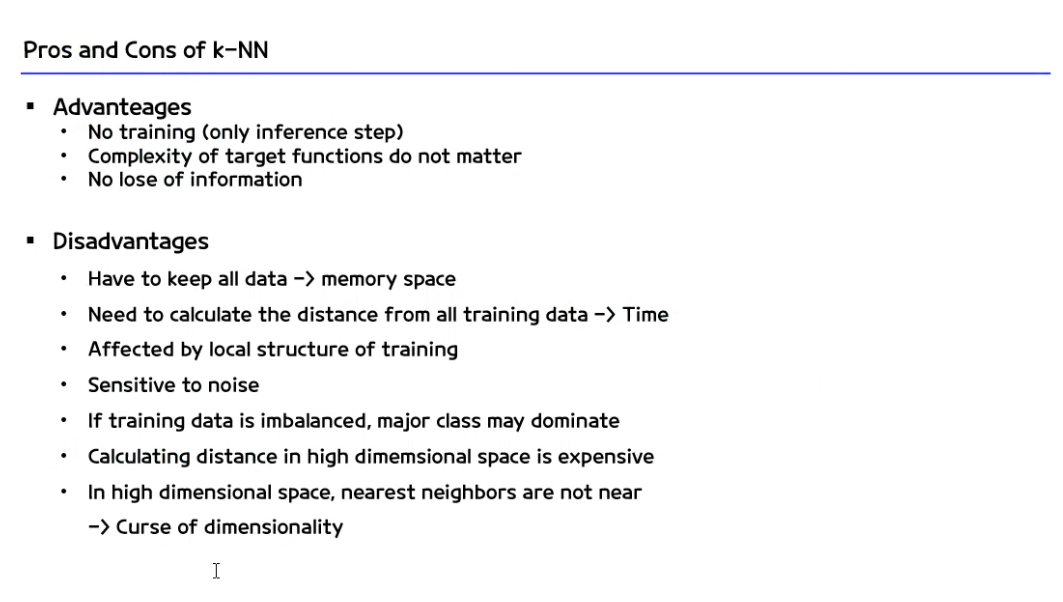 Pros and Cons of k-NN
▪ Advanteages
• No training (only inference step)
• Complexity of target functions do not matter
• No lose of information
▪ Disadvantages
• Have to keep all data -> memory space
• Need to calculate the distance from all training data -> Time
• Affected by local structure of training
• Sensitive to noise
• If training data is imbalanced, major class may dominate
• Calculating distance in high dimemsional space is expensive
• In high dimensional space, nearest neighbors are not near
-> Curse of dimensionality